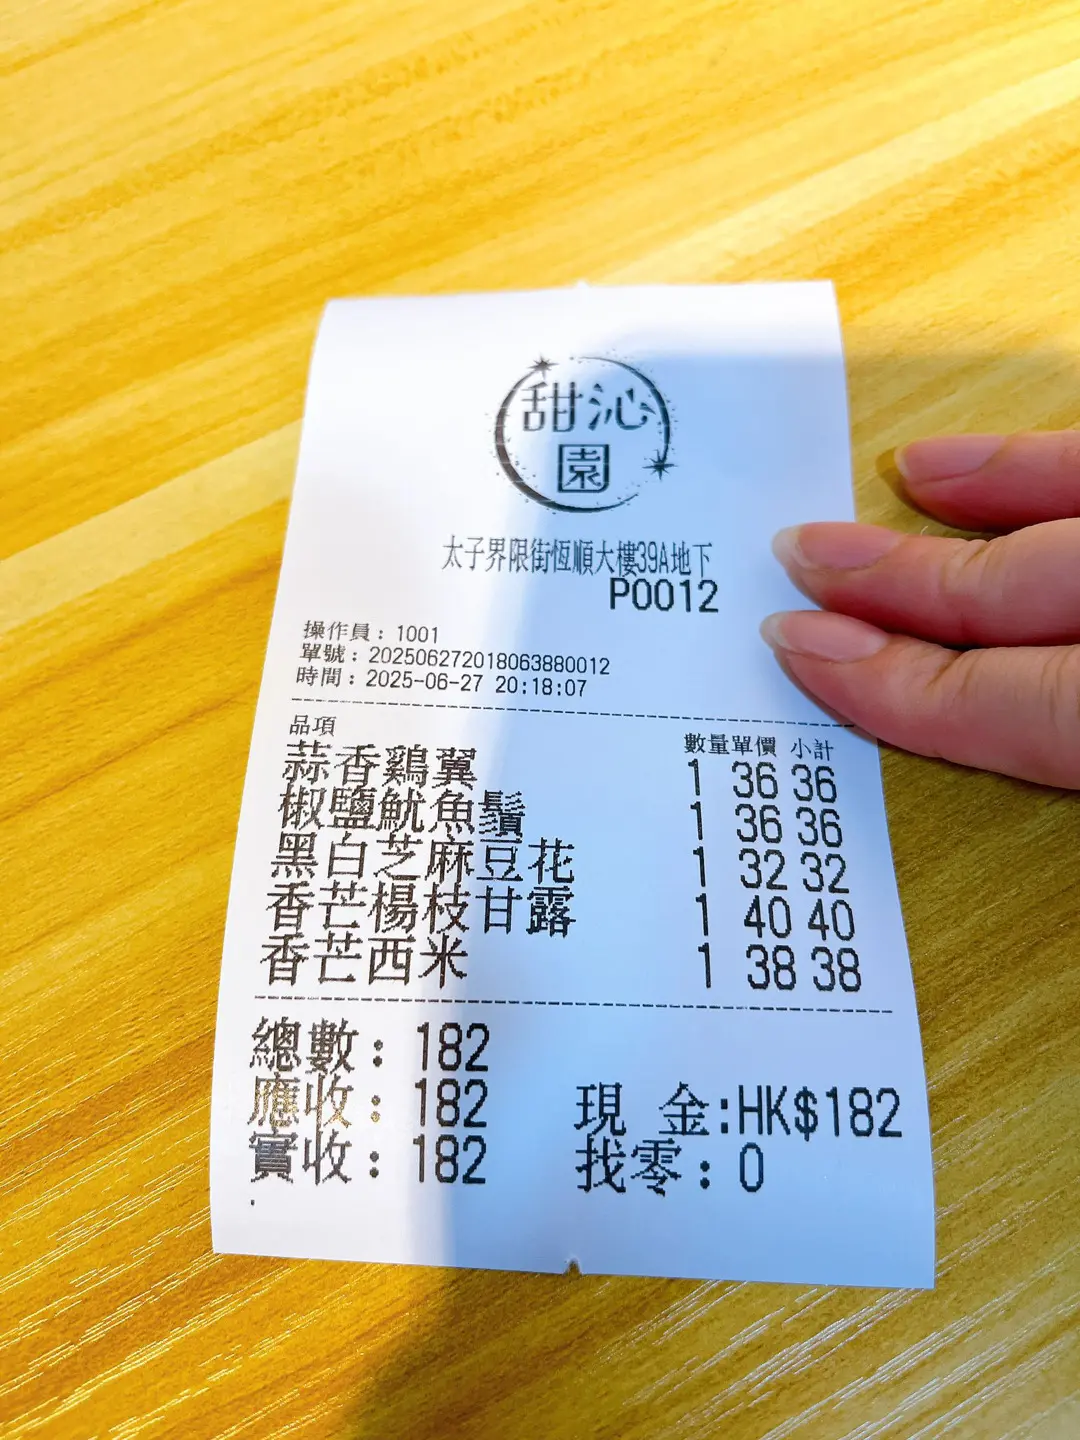 甜沁
園
太子界限街恆順大樓39A地下
P0012
操作員：1001
單號：202506272018063880012
時間：2025-06-27 20:18:07
品項 數量單價 小計
蒜香鷄翼 1 36 36
椒鹽魷魚鬚 1 36 36
黑白芝麻豆花 1 32 32
香芒楊枝甘露 1 40 40
香芒西米 1 38 38
總數：182
應收：182 現 金:HK$182
實收：182 找零：0